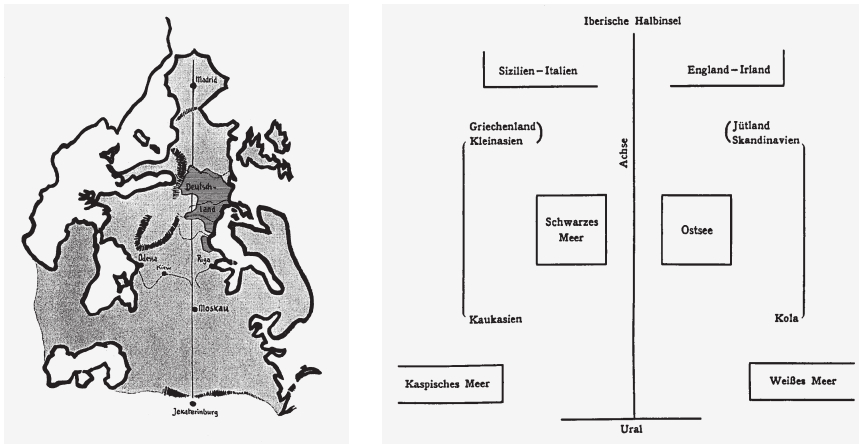 Madrid
Deutsch-
land
Odessa
Kiew
Riga
Moskau
Jekaterinburg
Iberische Halbinsel
Sizilien–Italien
England–Irland
Griechenland
Kleinasien
Jütland
Skandinavien
Achse
Schwarzes
Meer
Ostsee
Kaukasien
Kola
Kaspisches Meer
Weißes Meer
Ural